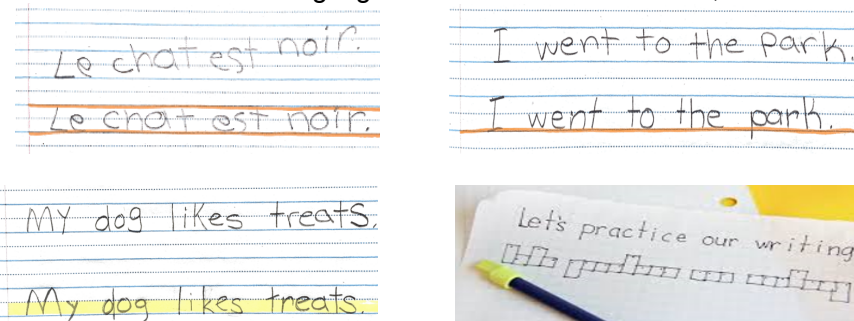 Le chat est noir.
Le chat est noir.
I went to the Park.
I went to the park.
MY dog likes treats.
My dog likes treats.
Let's practice our writing